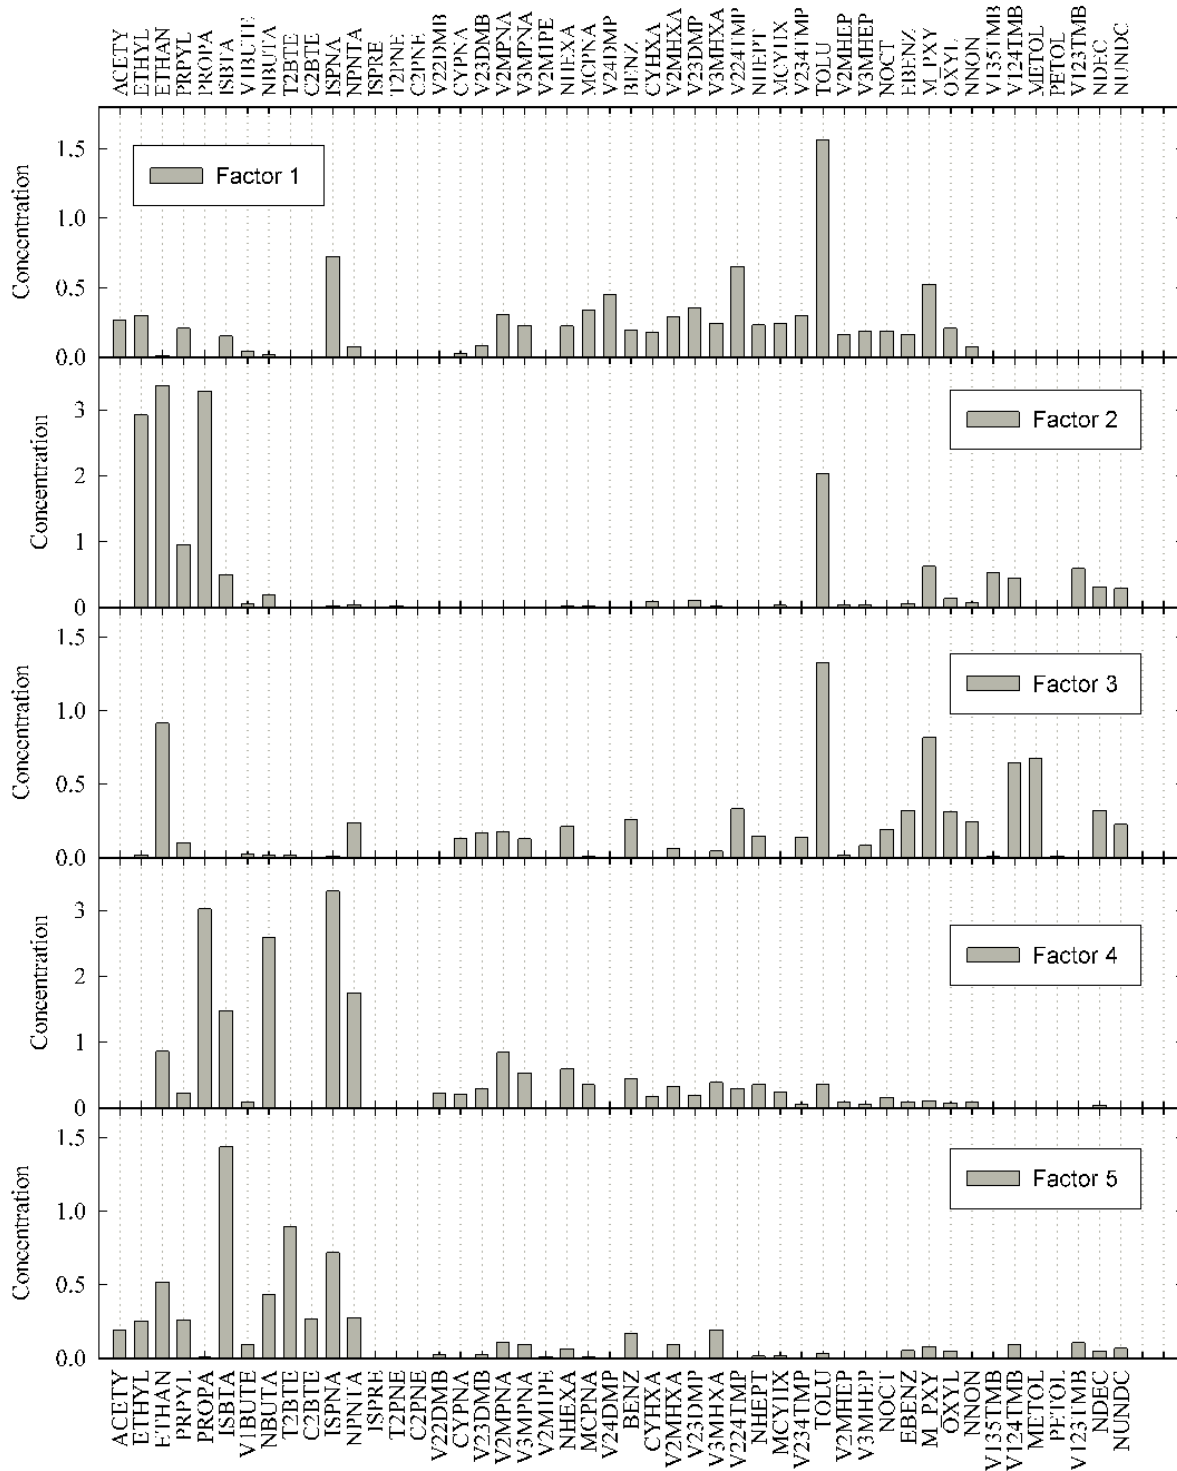 ACETY
ETHYL
ETHAN
PRPYL
PROPA
ISBTA
V1BUTE
NBUTA
T2BTE
C2BTE
ISPNA
NPNTA
ISPRE
T2PNE
C2PNE
V22DMB
CYPNA
V23DMB
V2MPNA
V3MPNA
V2M1PE
NHEXA
MCPNA
V24DMP
BENZ
CYHXA
V2MHXA
V23DMP
V3MHXA
V224TMP
NHEPT
MCYHX
V234TMP
TOLU
V2MHEP
V3MHEP
NOCT
EBENZ
M_PXY
OXYL
NNON
V135TMB
V124TMB
METOL
PETOL
V123TMB
NDEC
NUNDC
Concentration
1.5
1.0
0.5
0.0
Factor 1
Concentration
3
2
1
0
Factor 2
Concentration
1.5
1.0
0.5
0.0
Factor 3
Concentration
3
2
1
0
Factor 4
Concentration
1.5
1.0
0.5
0.0
Factor 5
ACETY
ETHYL
ETHAN
PRPYL
PROPA
ISBTA
V1BUTE
NBUTA
T2BTE
C2BTE
ISPNA
NPNTA
ISPRE
T2PNE
C2PNE
V22DMB
CYPNA
V23DMB
V2MPNA
V3MPNA
V2M1PE
NHEXA
MCPNA
V24DMP
BENZ
CYHXA
V2MHXA
V23DMP
V3MHXA
V224TMP
NHEPT
MCYHX
V234TMP
TOLU
V2MHEP
V3MHEP
NOCT
EBENZ
M_PXY
OXYL
NNON
V135TMB
V124TMB
METOL
PETOL
V123TMB
NDEC
NUNDC